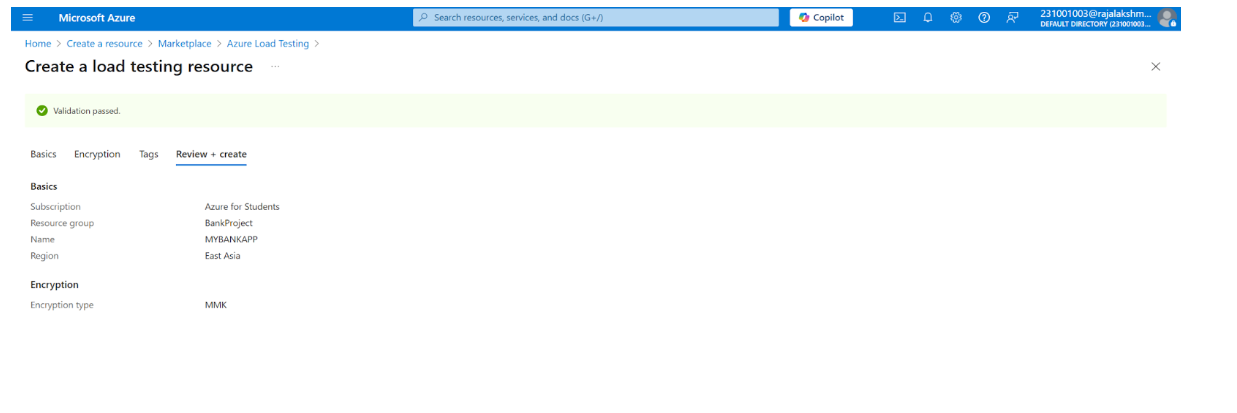 Microsoft Azure
Search resources, services, and docs (G+/)
Copilot
231001003@rajalakshm...
DEFAULT DIRECTORY (231001003...
Home > Create a resource > Marketplace > Azure Load Testing >
Create a load testing resource ...
Validation passed.
Basics Encryption Tags Review + create
Basics
Subscription Azure for Students
Resource group BankProject
Name MYBANKAPP
Region East Asia
Encryption
Encryption type MMK